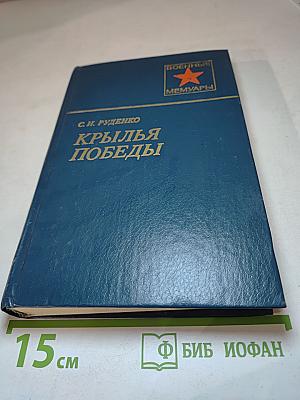 ВОЕННЫЕ
МЕМУАРЫ
С. И. РУДЕНКО
КРЫЛЬЯ
ПОБЕДЫ
15 см
Ф БИБ ИОФАН